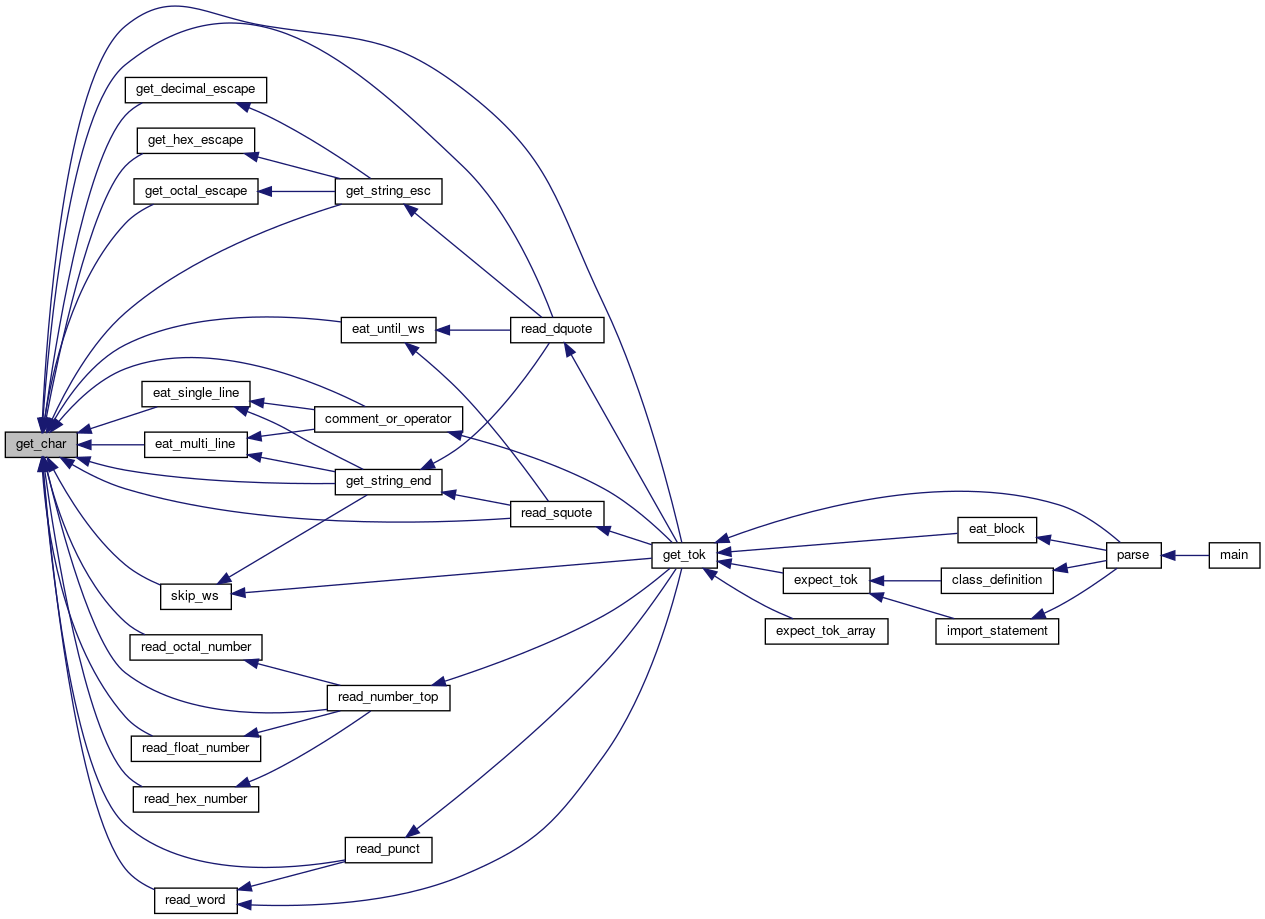 get_decimal_escape
get_hex_escape
get_octal_escape
get_string_esc
eat_until_ws
read_dquote
eat_single_line
comment_or_operator
eat_multi_line
get_char
get_string_end
read_squote
get_tok
eat_block
parse
main
expect_tok
class_definition
skip_ws
expect_tok_array
import_statement
read_octal_number
read_number_top
read_float_number
read_hex_number
read_punct
read_word